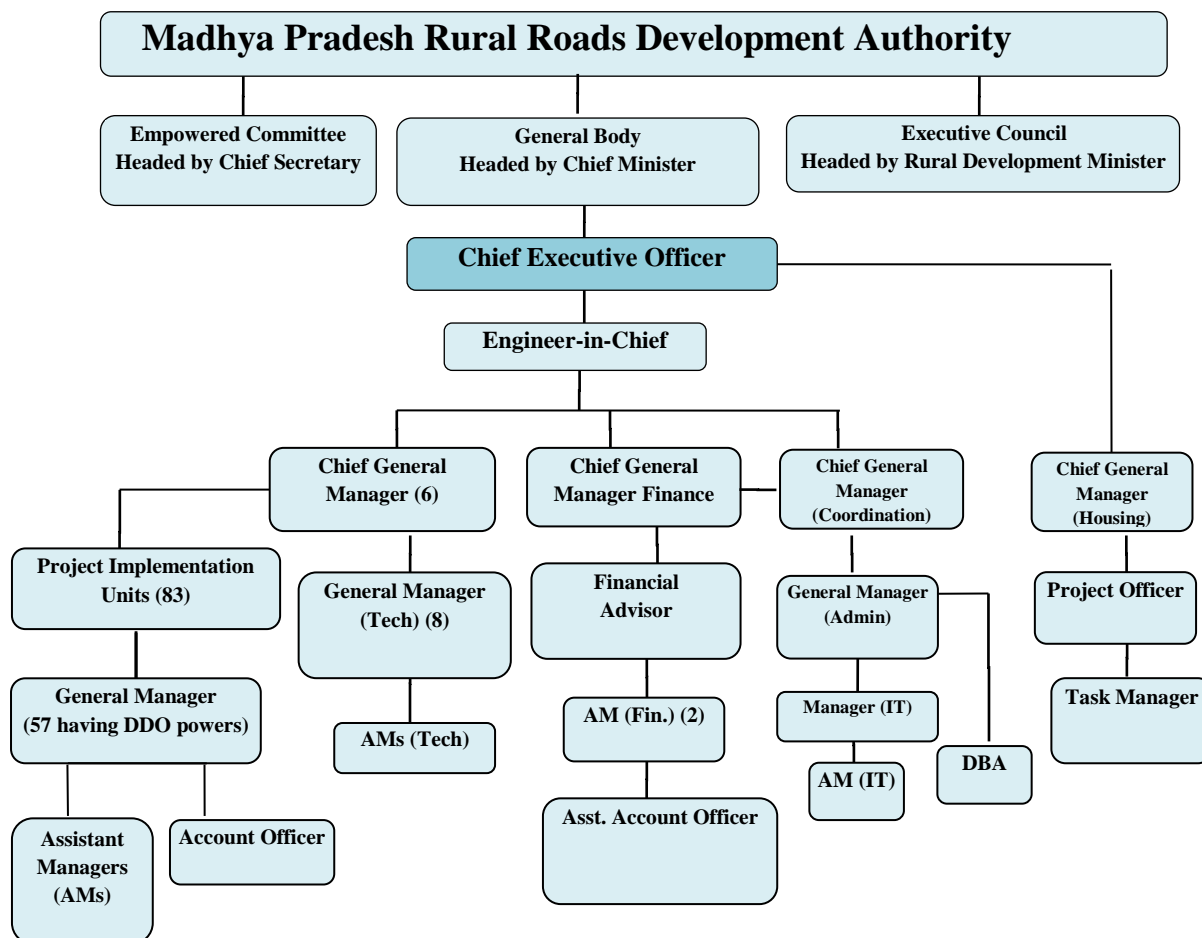 Madhya Pradesh Rural Roads Development Authority
Empowered Committee
Headed by Chief Secretary
General Body
Headed by Chief Minister
Executive Council
Headed by Rural Development Minister
Chief Executive Officer
Engineer-in-Chief
Chief General
Manager (6)
Chief General
Manager Finance
Chief General
Manager
(Coordination)
Chief General
Manager
(Housing)
Project Implementation
Units (83)
General Manager
(Tech) (8)
Financial
Advisor
General Manager
(Admin)
Project Officer
General Manager
(57 having DDO powers)
AMs (Tech)
AM (Fin.) (2)
Manager (IT)
Task Manager
AM (IT)
DBA
Assistant
Managers
(AMs)
Account Officer
Asst. Account Officer